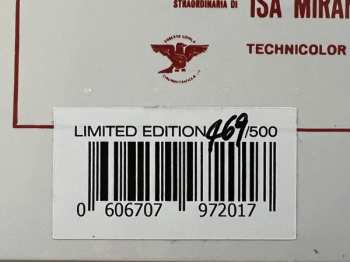 STRAORDINARIA DI ISA MIRAN
TECHNICOLOR
LIMITED EDITION 469/500
0 606707 972017